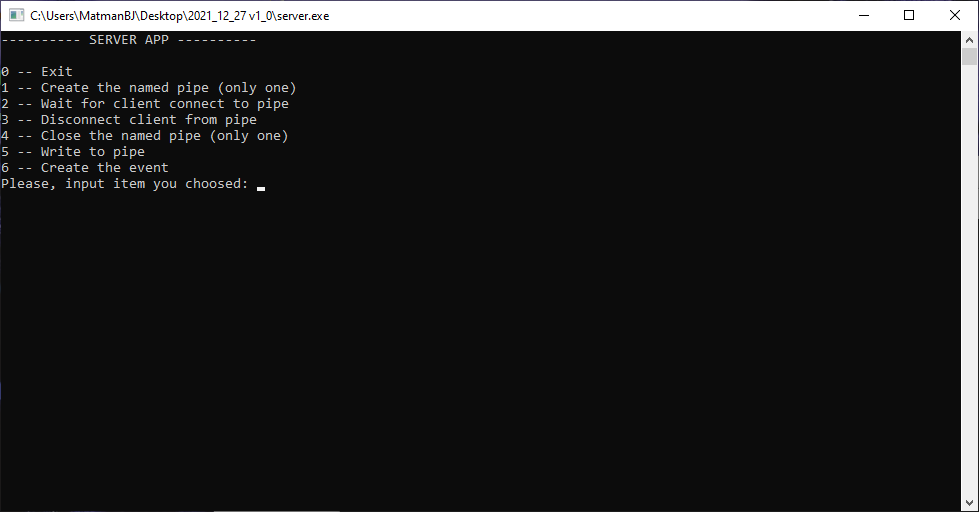 C:\Users\MatmanBJ\Desktop\2021_12_27 v1_0\server.exe
---------- SERVER APP ----------
0 -- Exit
1 -- Create the named pipe (only one)
2 -- Wait for client connect to pipe
3 -- Disconnect client from pipe
4 -- Close the named pipe (only one)
5 -- Write to pipe
6 -- Create the event
Please, input item you choosed: